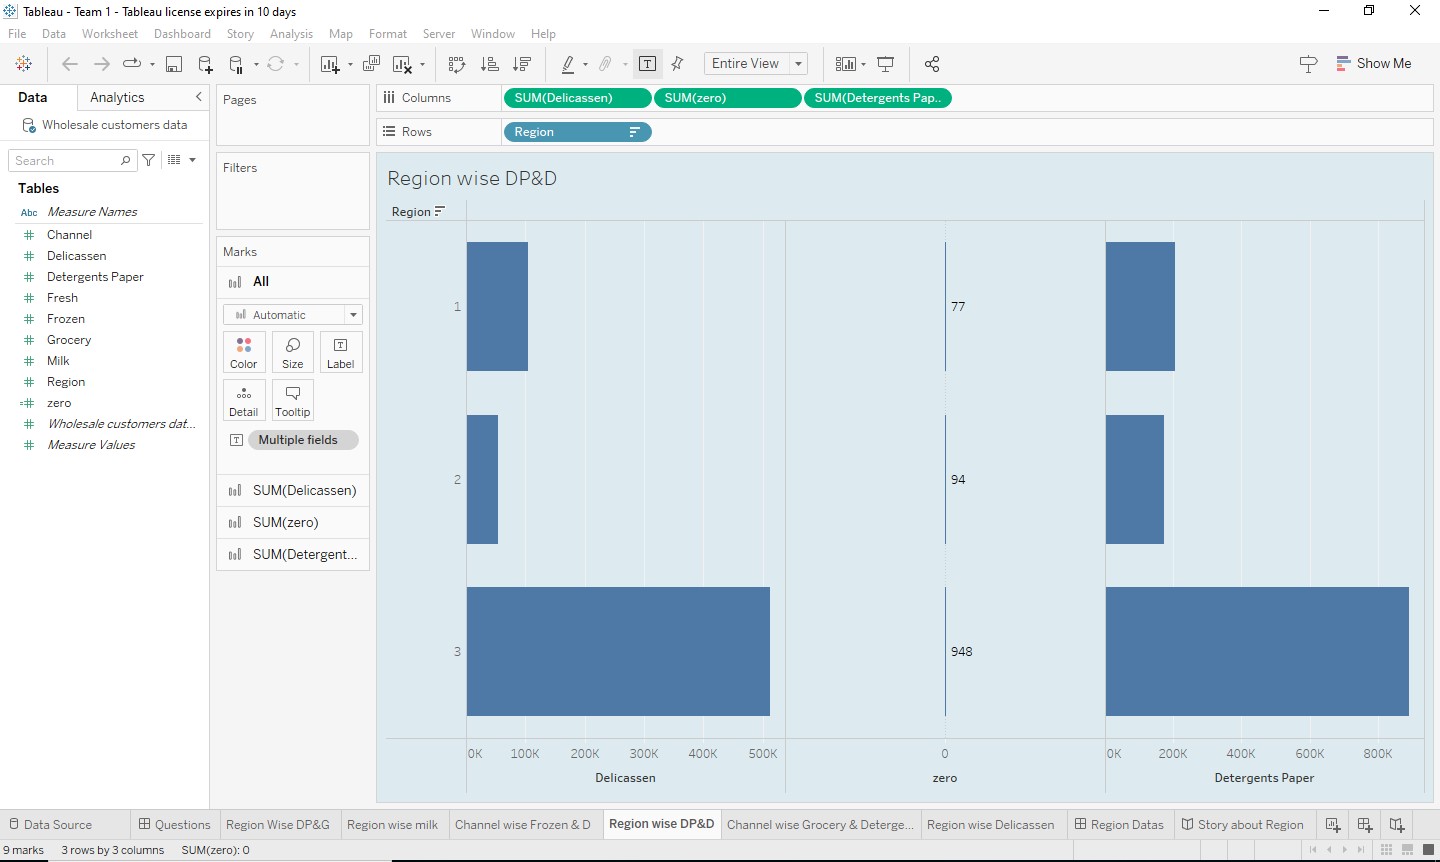 Tableau - Team 1 - Tableau license expires in 10 days
File Data Worksheet Dashboard Story Analysis Map Format Server Window Help
Entire View
Show Me
Data Analytics
Wholesale customers data
Search
Tables
Abc Measure Names
# Channel
# Delicassen
# Detergents Paper
# Fresh
# Frozen
# Grocery
# Milk
# Region
=# zero
# Wholesale customers dat...
# Measure Values
Pages
Filters
Marks
All
Automatic
Color Size T Label
Detail Tooltip
T Multiple fields
SUM(Delicassen)
SUM(zero)
SUM(Detergent...
Columns SUM(Delicassen) SUM(zero) SUM(Detergents Pap..
Rows Region
Region wise DP&D
Region
1 77
2 94
3 948
0K 100K 200K 300K 400K 500K 0 0K 200K 400K 600K 800K
Delicassen zero Detergents Paper
Data Source Questions Region Wise DP&G Region wise milk Channel wise Frozen & D Region wise DP&D Channel wise Grocery & Deterge... Region wise Delicassen Region Datas Story about Region
9 marks 3 rows by 3 columns SUM(zero): 0